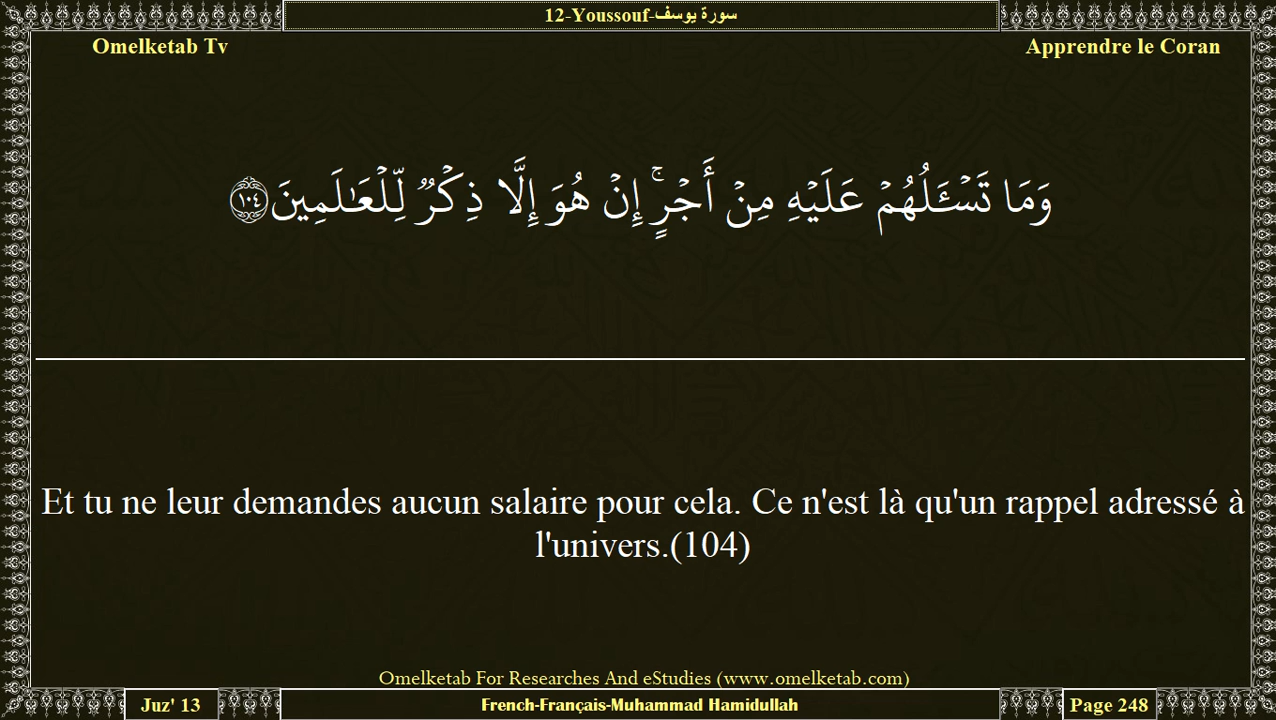 12-Youssouf-سورة يوسف
Omelketab Tv
Apprendre le Coran
وَمَا تَسْـَٔلُهُمْ عَلَيْهِ مِنْ أَجْرٍ ۚ إِنْ هُوَ إِلَّا ذِكْرٌ لِّلْعَـٰلَمِينَ ١٠٤
Et tu ne leur demandes aucun salaire pour cela. Ce n'est là qu'un rappel adressé à
l'univers.(104)
Omelketab For Researches And eStudies (www.omelketab.com)
Juz' 13
French-Français-Muhammad Hamidullah
Page 248